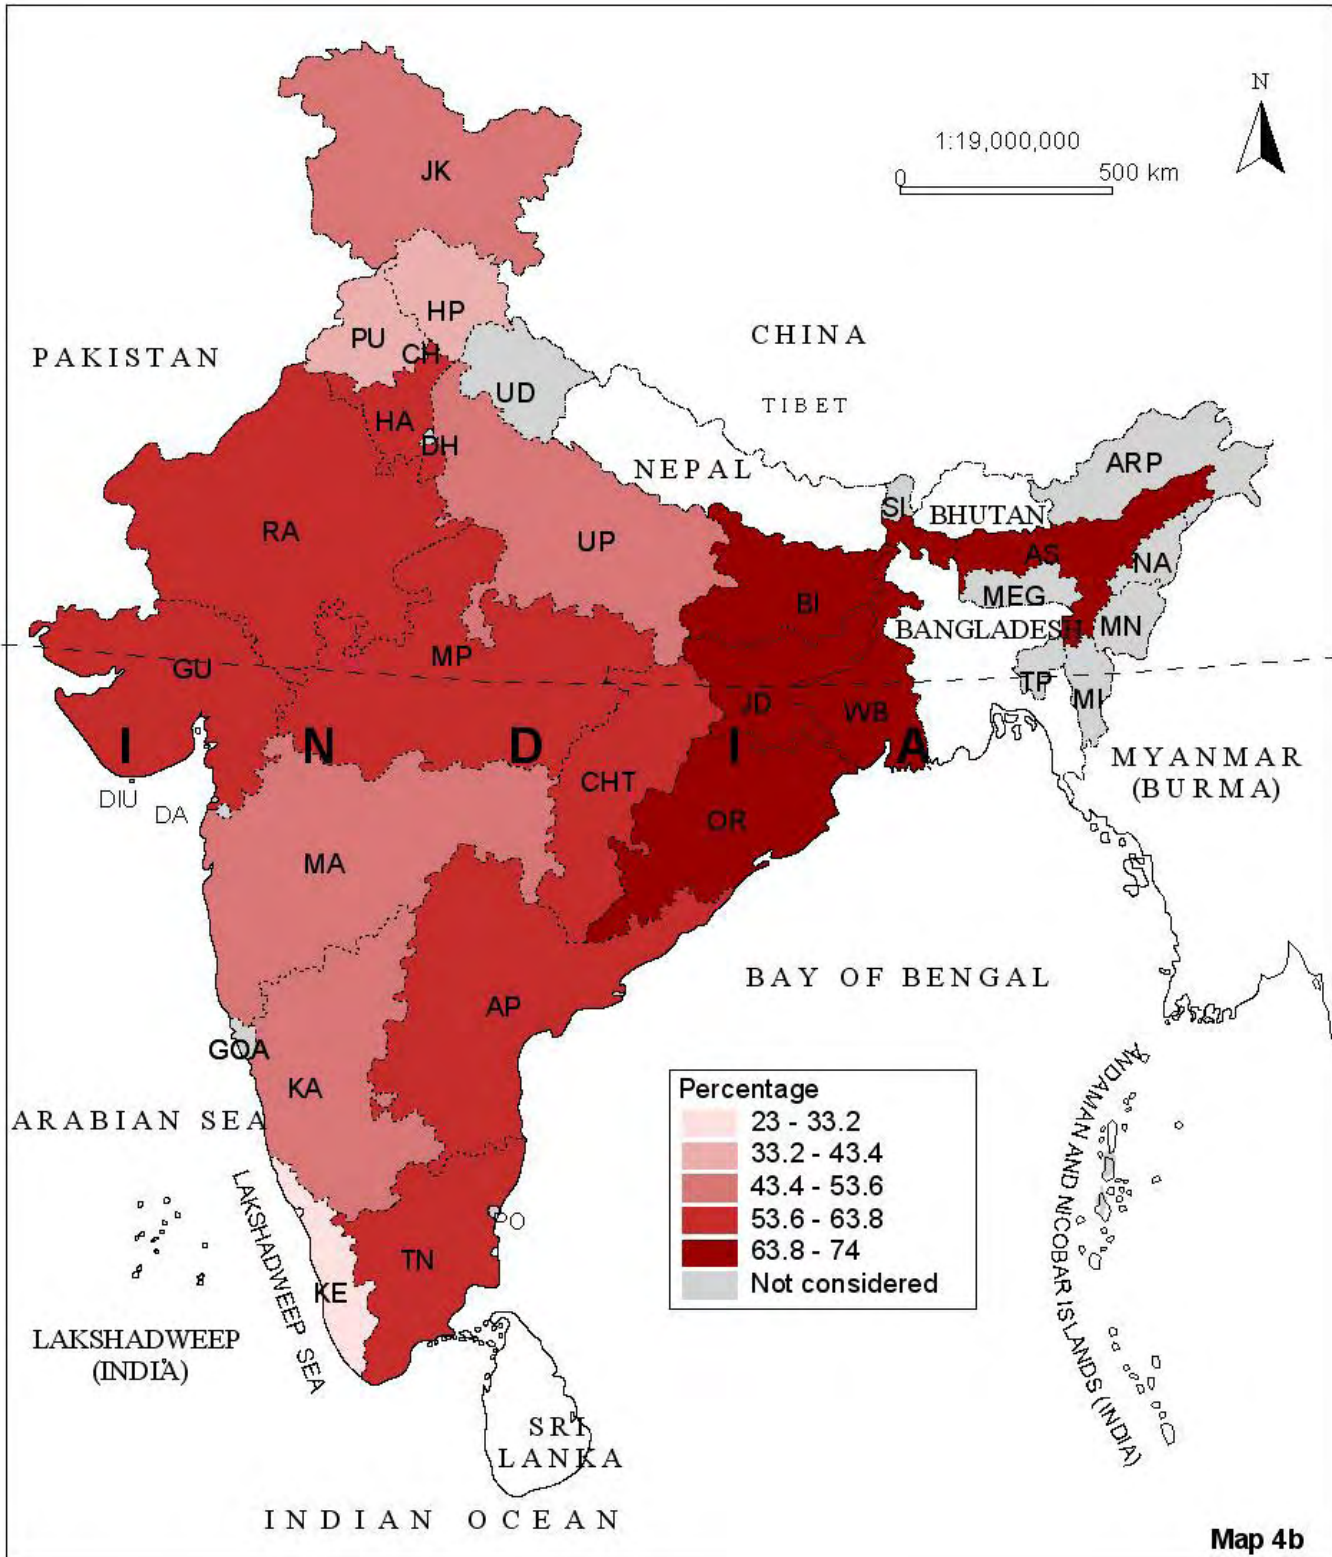 N
1:19,000,000
0 500 km
JK
HP
PU
CH
CHINA
PAKISTAN
UD
TIBET
HA
DH
NEPAL
ARP
SI
BHUTAN
RA
UP
AS
NA
MEG
BI
BANGLADESH
MN
MP
GU
TP
MI
JD
WB
I N D I A
MYANMAR
(BURMA)
CHT
DIU
DA
OR
MA
BAY OF BENGAL
AP
GOA
KA
ARABIAN SEA
Percentage
23 - 33.2
33.2 - 43.4
43.4 - 53.6
53.6 - 63.8
63.8 - 74
Not considered
ANDAMAN AND NICOBAR ISLANDS (INDIA)
LAKSHADWEEP SEA
PO
TN
KE
LAKSHADWEEP
(INDIA)
SRI
LANKA
INDIAN OCEAN
Map 4b